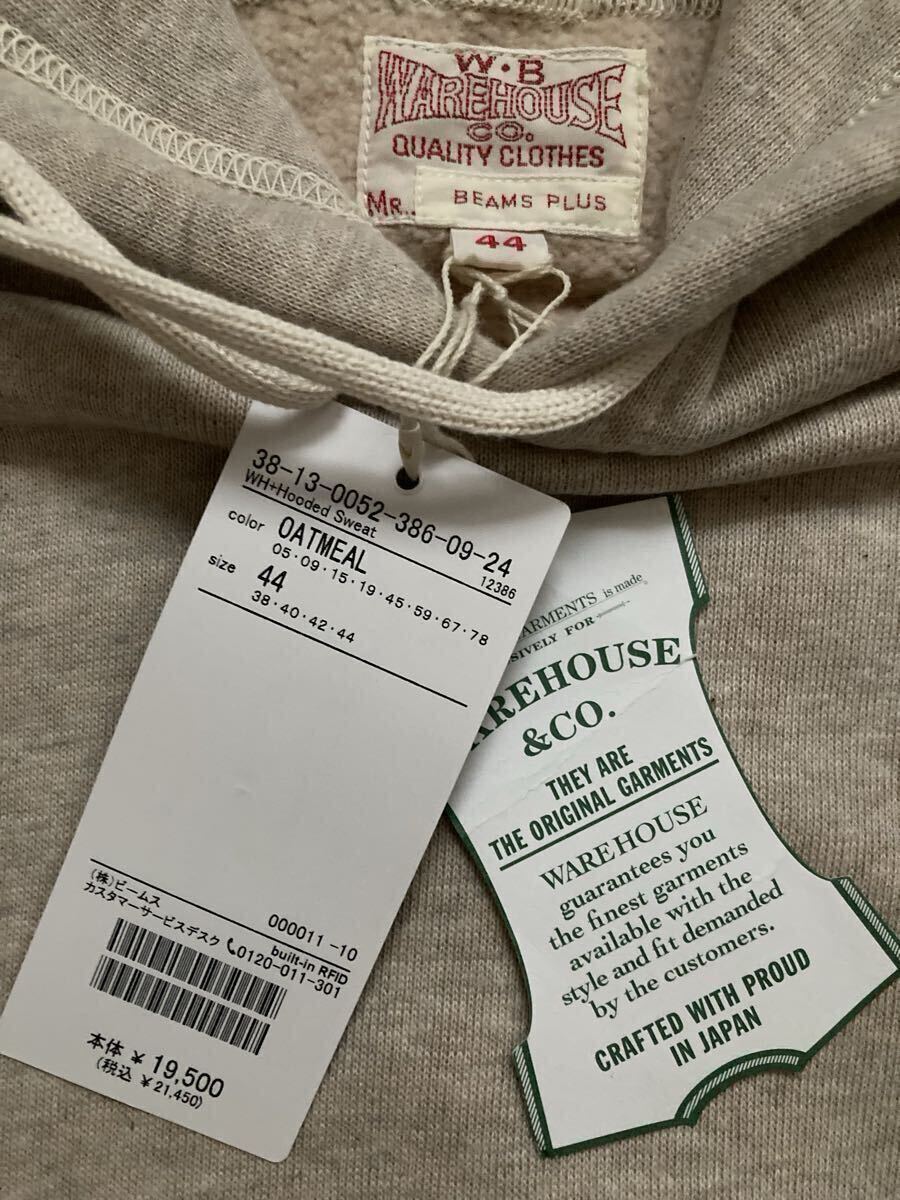 W·B
WAREHOUSE
CO.
QUALITY CLOTHES
MR..
BEAMS PLUS
44
38-13-0052-386-09-24
WH+Hooded Sweat
12386
color OATMEAL
05・09・15・19・45・59・67・78
size 44
38・40・42・44
(株)ビームス
000011 -10
カスタマーサービスデスク
built-in RFID
0120-011-301
本体 ¥ 19,500
(税込 ¥21,450)
ARMENTS is made
SIVELY FOR
AREHOUSE
&CO.
THEY ARE
THE ORIGINAL GARMENTS
WAREHOUSE
guarantees you
the finest garments
available with the
style and fit demanded
by the customers.
CRAFTED WITH PROUD
IN JAPAN